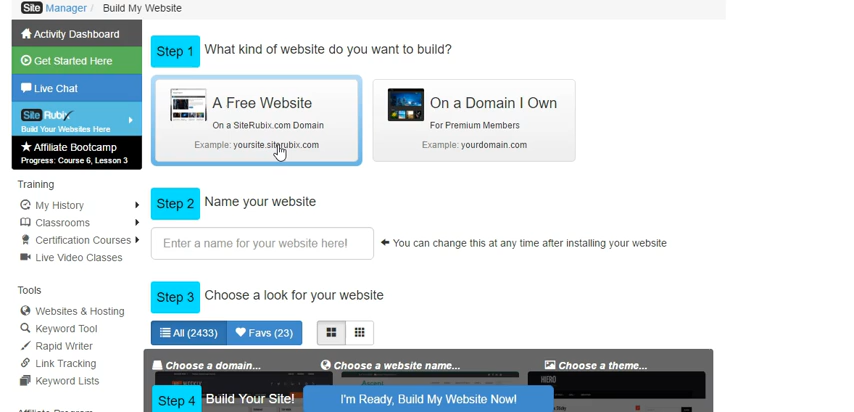 Site Manager / Build My Website
Activity Dashboard
Get Started Here
Live Chat
Site Rubix
Build Your Websites Here
Affiliate Bootcamp
Progress: Course 6, Lesson 3
Training
My History
Classrooms
Certification Courses
Live Video Classes
Tools
Websites & Hosting
Keyword Tool
Rapid Writer
Link Tracking
Keyword Lists
Step 1 What kind of website do you want to build?
A Free Website
On a SiteRubix.com Domain
Example: yoursite.siterubix.com
On a Domain I Own
For Premium Members
Example: yourdomain.com
Step 2 Name your website
Enter a name for your website here!
You can change this at any time after installing your website
Step 3 Choose a look for your website
All (2433) Favs (23)
Choose a domain... Choose a website name... Choose a theme...
HIERO
Step 4 Build Your Site! I'm Ready, Build My Website Now!